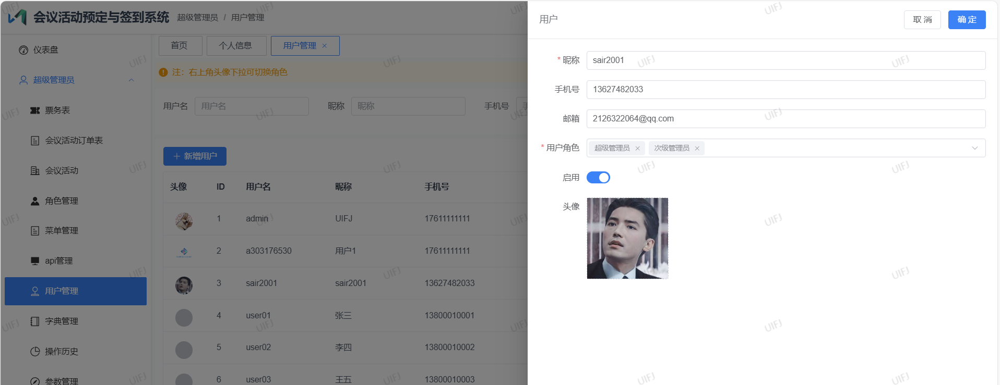 会议活动预定与签到系统 超级管理员 / 用户管理
仪表盘
超级管理员
票务表
会议活动订单表
会议活动
角色管理
菜单管理
api管理
用户管理
字典管理
操作历史
参数管理
首页 个人信息 用户管理 ×
注：右上角头像下拉可切换角色
用户名 用户名 昵称 昵称 手机号
+ 新增用户
头像 ID 用户名 昵称 手机号
1 admin UIFJ 17611111111
2 a303176530 用户1 17611111111
3 sair2001 sair2001 13627482033
4 user01 张三 13800010001
5 user02 李四 13800010002
6 user03 王五 13800010003
用户 取消 确定
* 昵称 sair2001
手机号 13627482033
邮箱 2126322064@qq.com
* 用户角色 超级管理员 × 次级管理员 ×
启用
头像
UIFJ